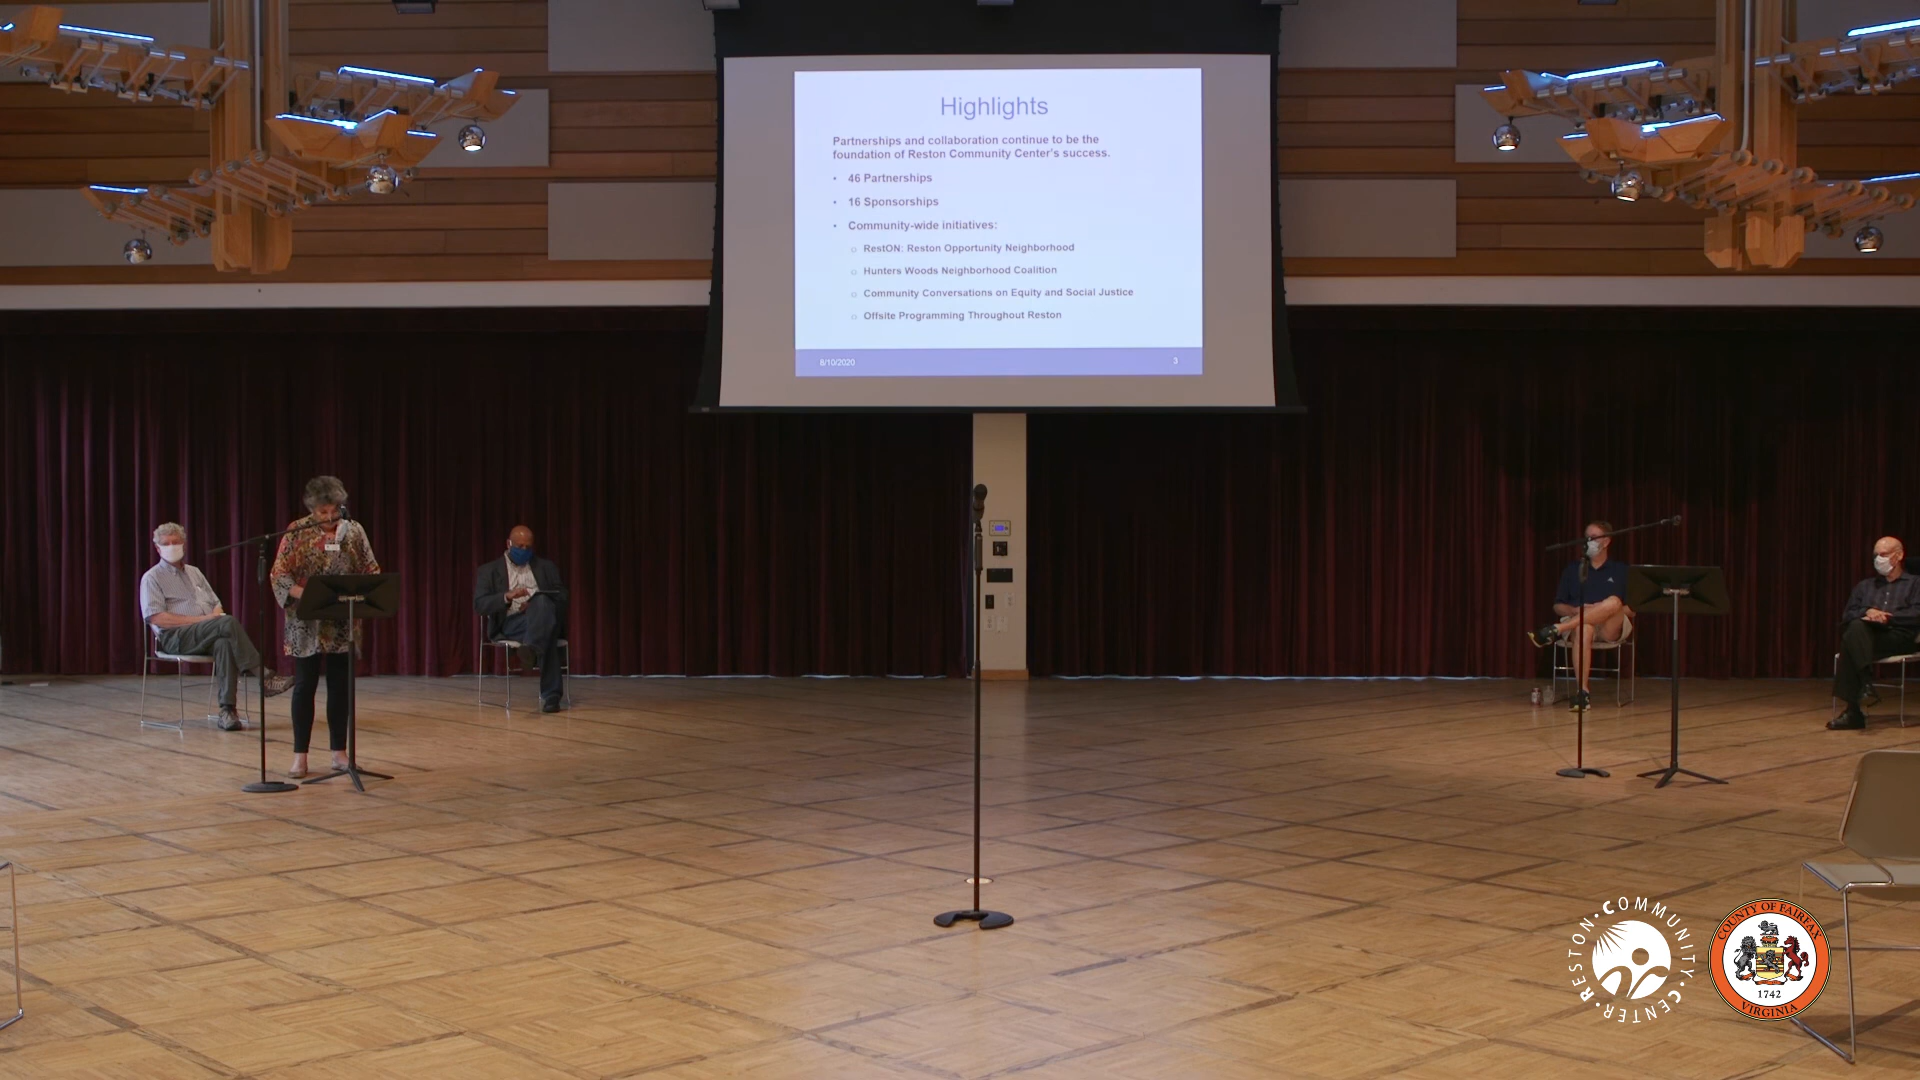 Highlights
Partnerships and collaboration continue to be the
foundation of Reston Community Center's success.
• 46 Partnerships
• 16 Sponsorships
• Community-wide initiatives:
o RestON: Reston Opportunity Neighborhood
o Hunters Woods Neighborhood Coalition
o Community Conversations on Equity and Social Justice
o Offsite Programming Throughout Reston
8/10/2020 3
RESTON • COMMUNITY • CENTER •
COUNTY OF FAIRFAX
1742
VIRGINIA